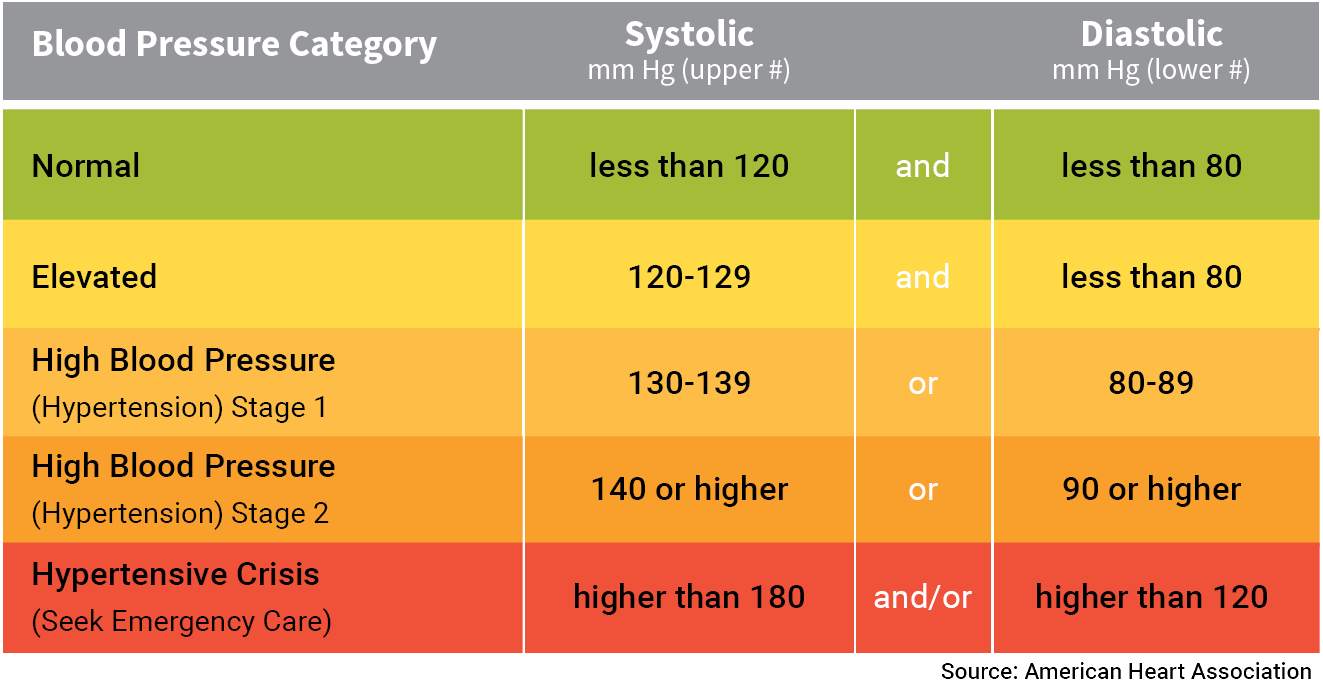 Blood Pressure Category Systolic Diastolic
mm Hg (upper #) mm Hg (lower #)
Normal less than 120 and less than 80
Elevated 120-129 and less than 80
High Blood Pressure
(Hypertension) Stage 1 130-139 or 80-89
High Blood Pressure
(Hypertension) Stage 2 140 or higher or 90 or higher
Hypertensive Crisis
(Seek Emergency Care) higher than 180 and/or higher than 120
Source: American Heart Association